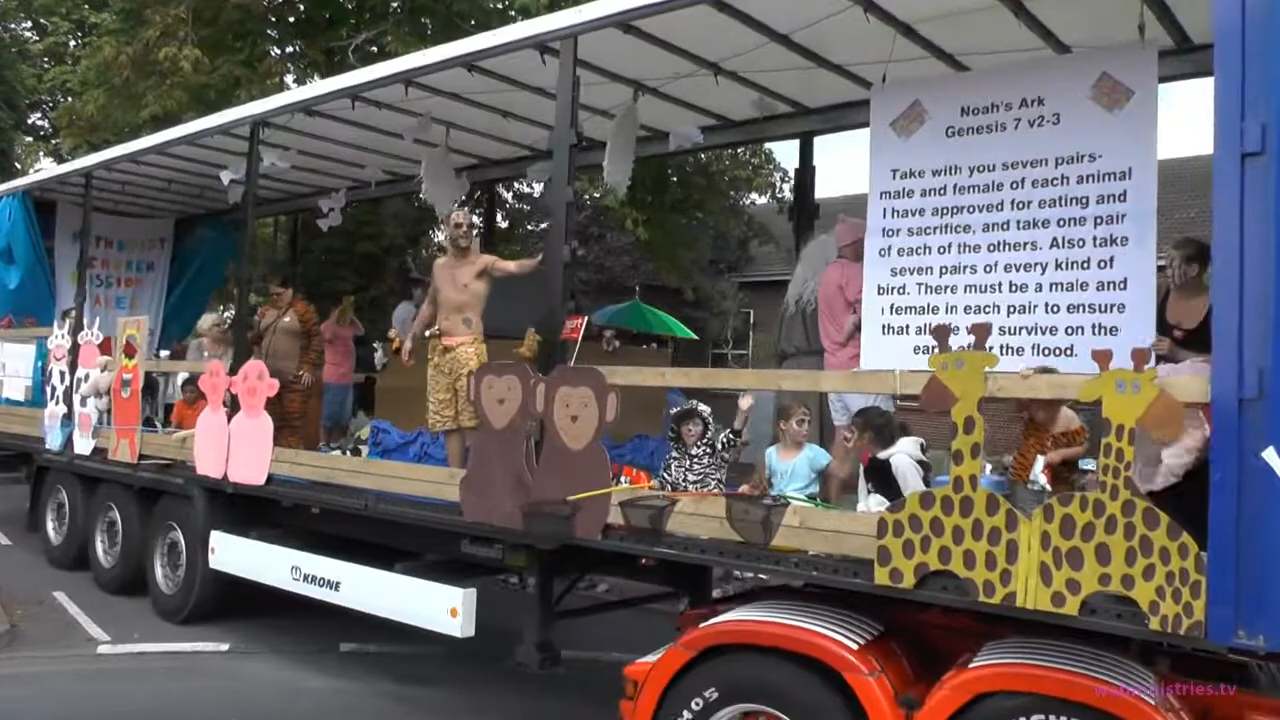 Noah's Ark
Genesis 7 v2-3
Take with you seven pairs-
male and female of each animal
I have approved for eating and
for sacrifice, and take one pair
of each of the others. Also take
seven pairs of every kind of
bird. There must be a male and
female in each pair to ensure
that all survive on the
the flood.
CHURCH
KRONE